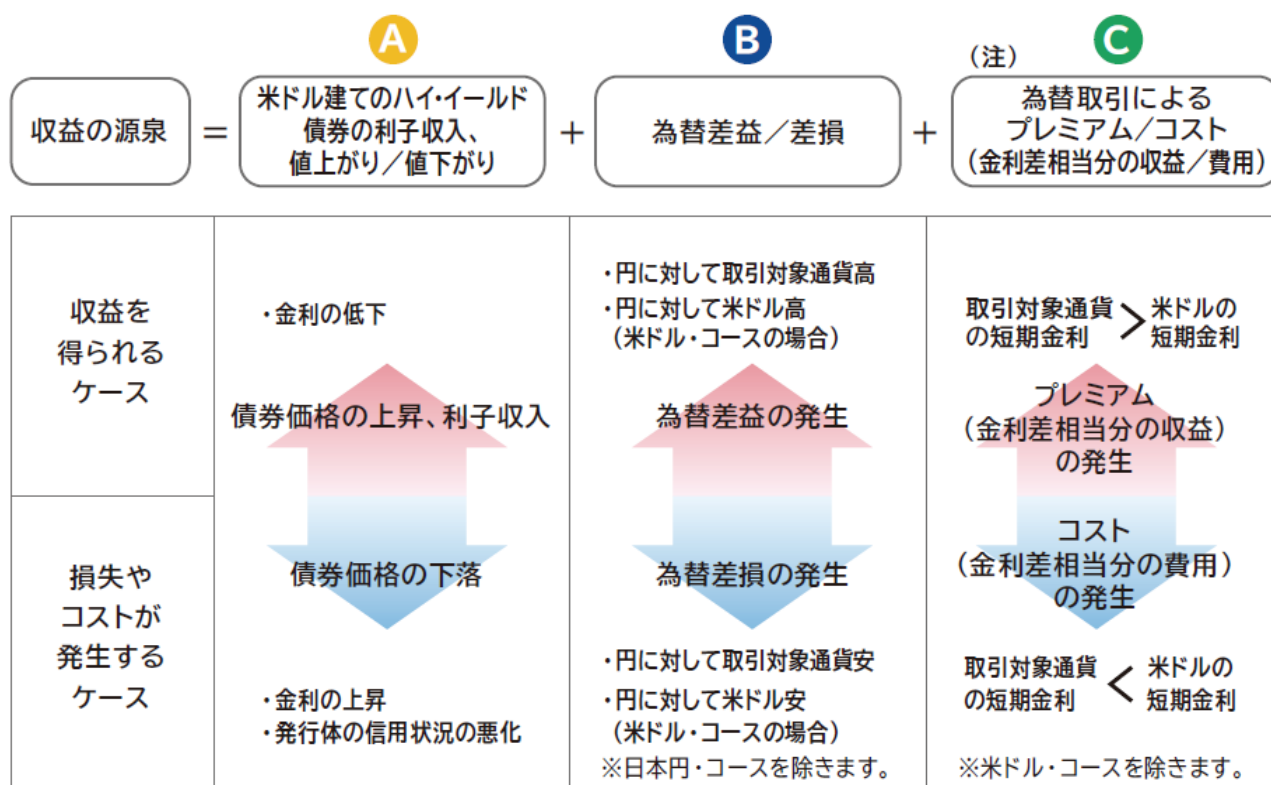 A
B
C
(注)
収益の源泉
=
米ドル建てのハイ・イールド
債券の利子収入、
値上がり/値下がり
+
為替差益/差損
+
為替取引による
プレミアム/コスト
(金利差相当分の収益/費用)
収益を
得られる
ケース
・金利の低下
債券価格の上昇、利子収入
・円に対して取引対象通貨高
・円に対して米ドル高
(米ドル・コースの場合)
為替差益の発生
取引対象通貨
の短期金利
>
米ドルの
短期金利
プレミアム
(金利差相当分の収益)
の発生
損失や
コストが
発生する
ケース
債券価格の下落
・金利の上昇
・発行体の信用状況の悪化
為替差損の発生
・円に対して取引対象通貨安
・円に対して米ドル安
(米ドル・コースの場合)
※日本円・コースを除きます。
コスト
(金利差相当分の費用)
の発生
取引対象通貨
の短期金利
<
米ドルの
短期金利
※米ドル・コースを除きます。